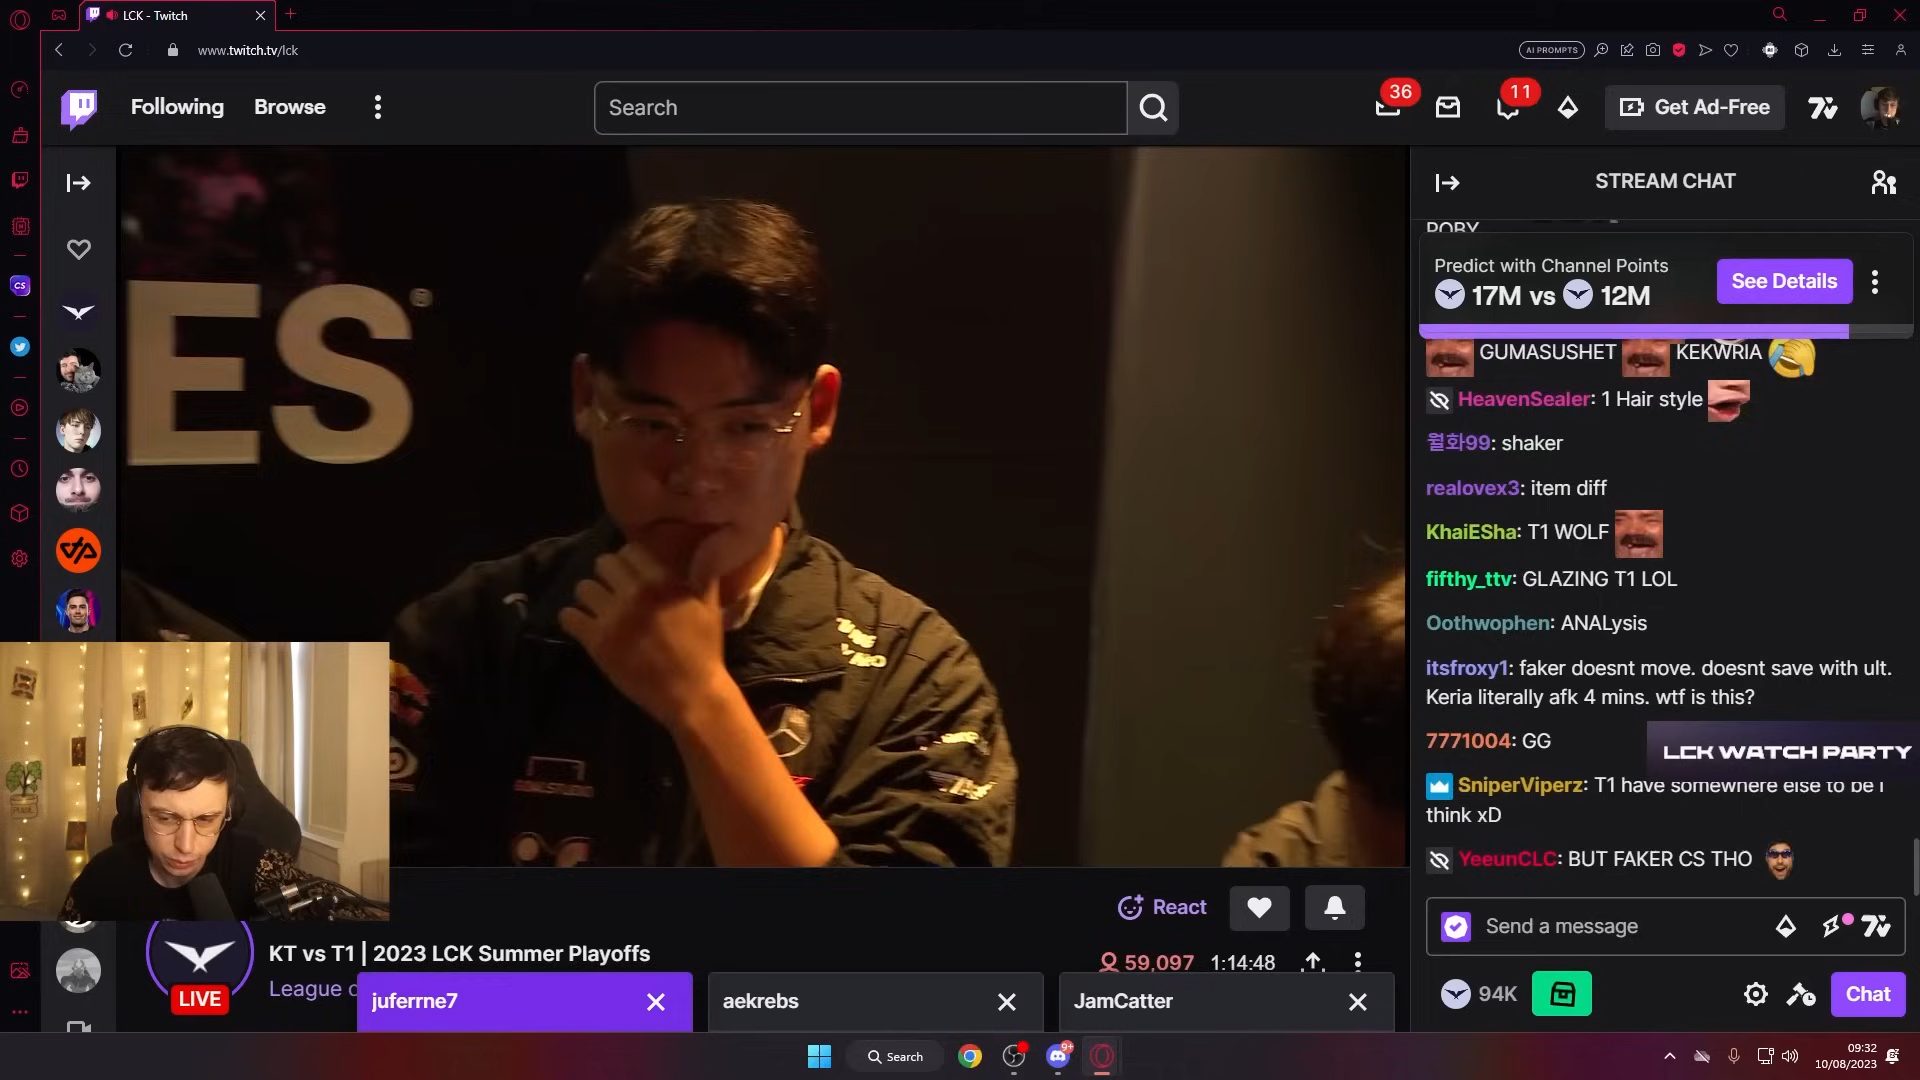 LCK - Twitch
www.twitch.tv/lck
AI PROMPTS
Following
Browse
Search
36
11
Get Ad-Free
STREAM CHAT
Predict with Channel Points
17M vs 12M
See Details
GUMASUSHET KEKWRIA
HeavenSealer: 1 Hair style
월화99: shaker
realovex3: item diff
KhaiESha: T1 WOLF
fifthy_ttv: GLAZING T1 LOL
Oothwophen: ANALysis
itsfroxy1: faker doesnt move. doesnt save with ult.
Keria literally afk 4 mins. wtf is this?
7771004: GG
LCK WATCH PARTY
SniperViperz: T1 have somewhere else to be i
think xD
YeeunCLC: BUT FAKER CS THO
Send a message
94K
Chat
CS
ES®
React
KT vs T1 | 2023 LCK Summer Playoffs
59,097
1:14:48
LIVE
League
juferrne7
aekrebs
JamCatter
Search
9+
09:32
10/08/2023